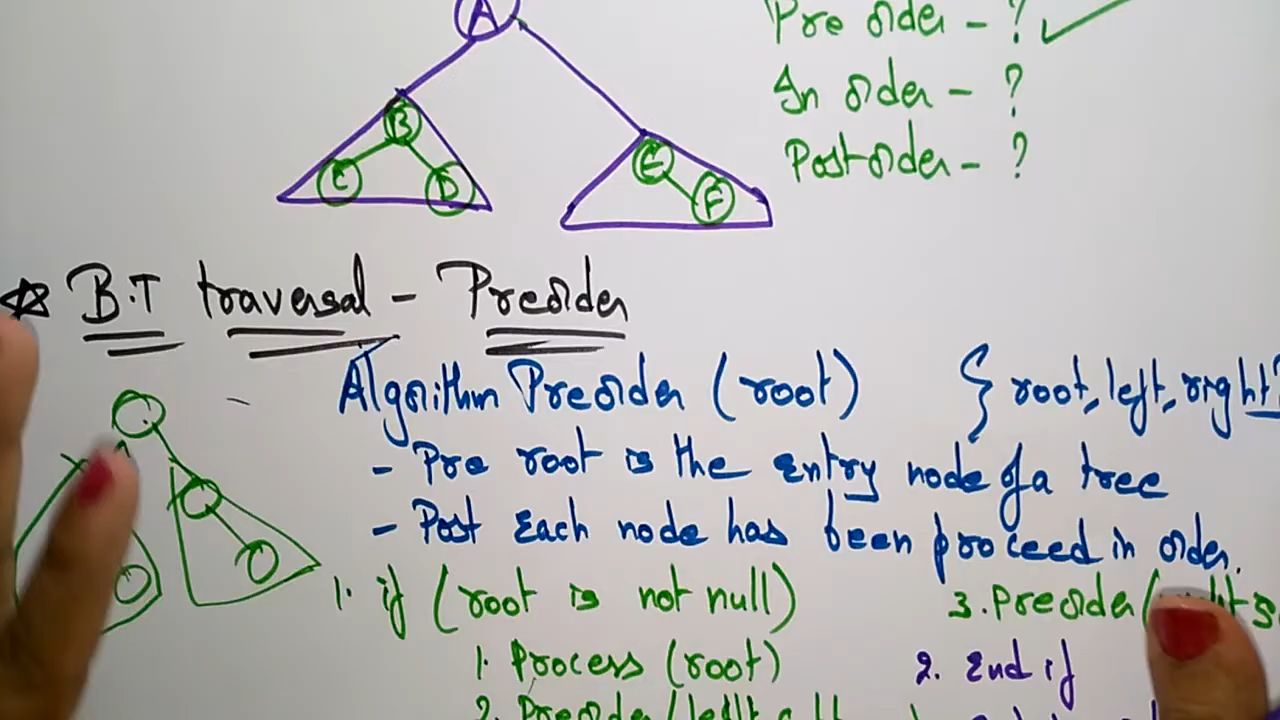 A
Pre order - ? ✓
In order - ?
B
Post order - ?
E
C D
F
☆ B.T traversal - Preorder
Algorithm Preorder (root) { root, left, right
- Pre root is the entry node of a tree
- Post Each node has been proceed in order.
1. if (root is not null)
3. Preorder(
1. Process (root)
2. End if
2. Preorder(